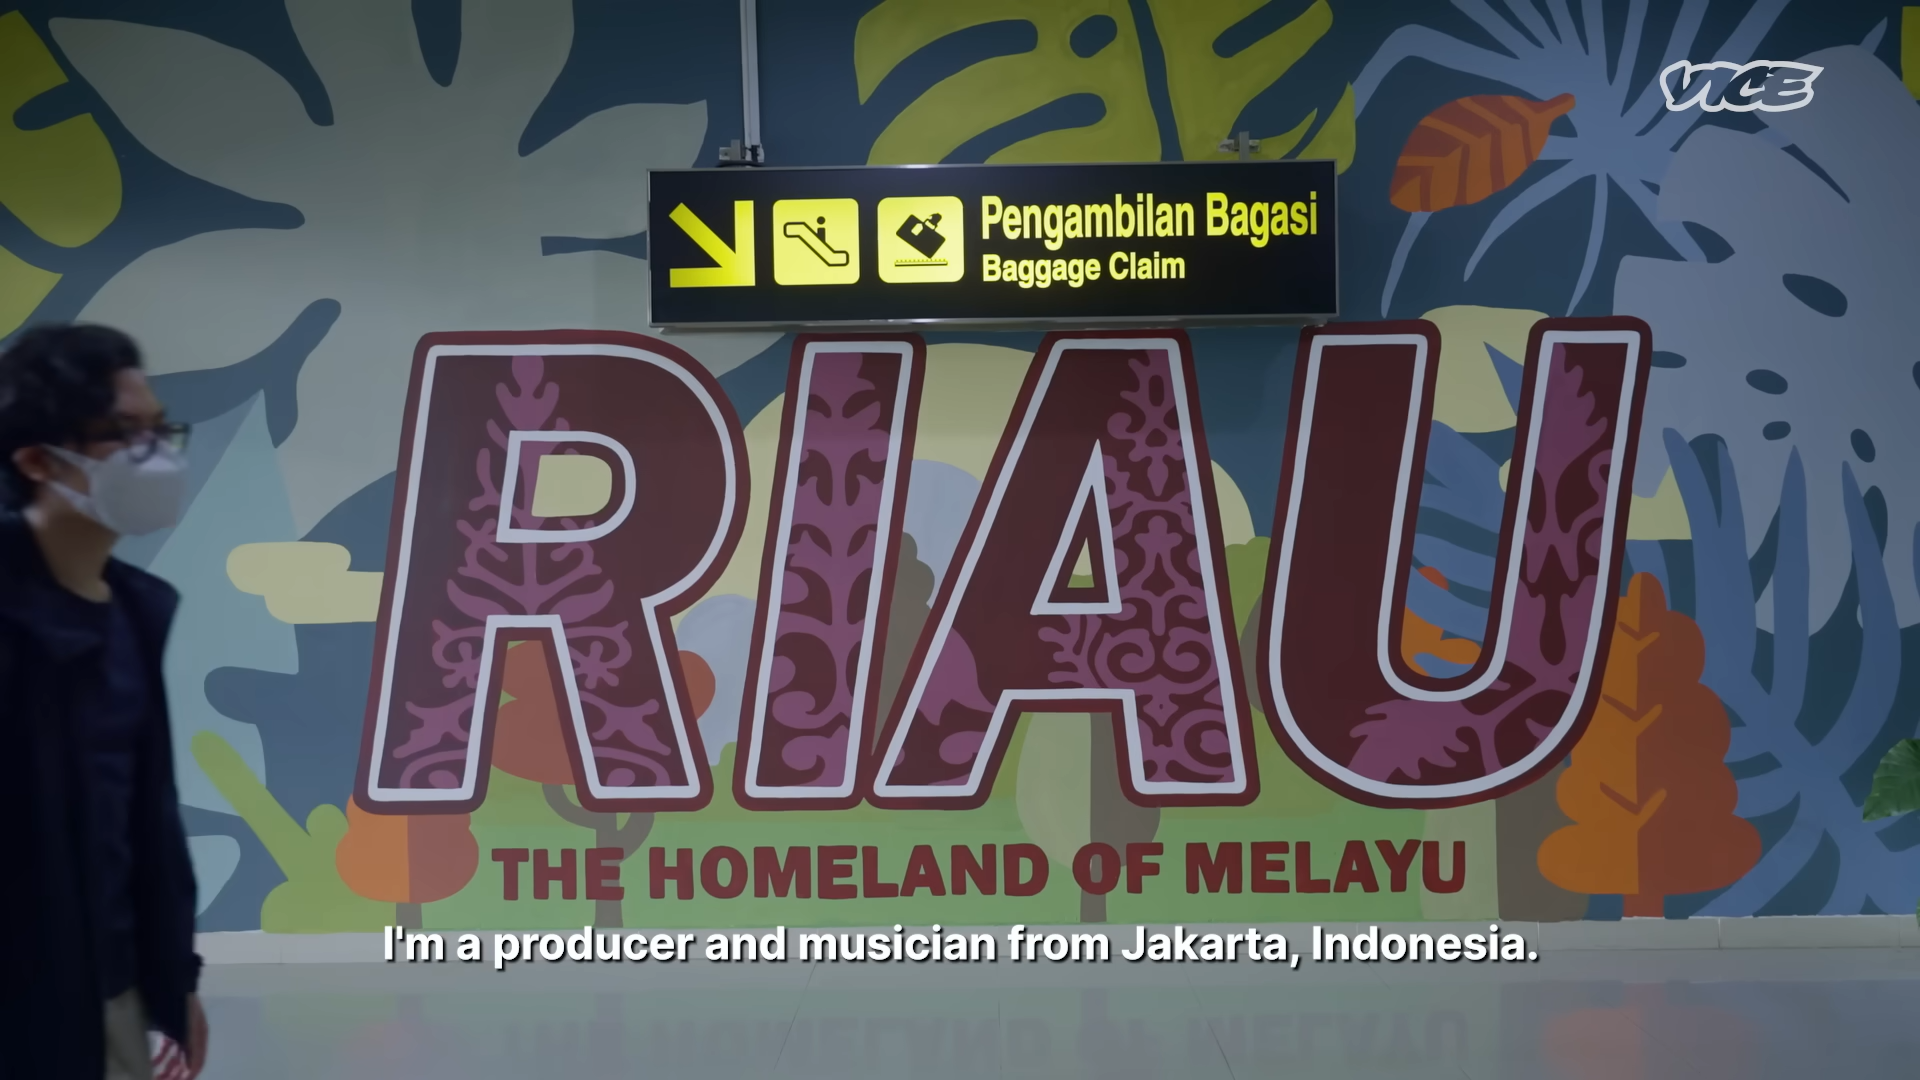 VICE
Pengambilan Bagasi
Baggage Claim
RIAU
THE HOMELAND OF MELAYU
I'm a producer and musician from Jakarta, Indonesia.